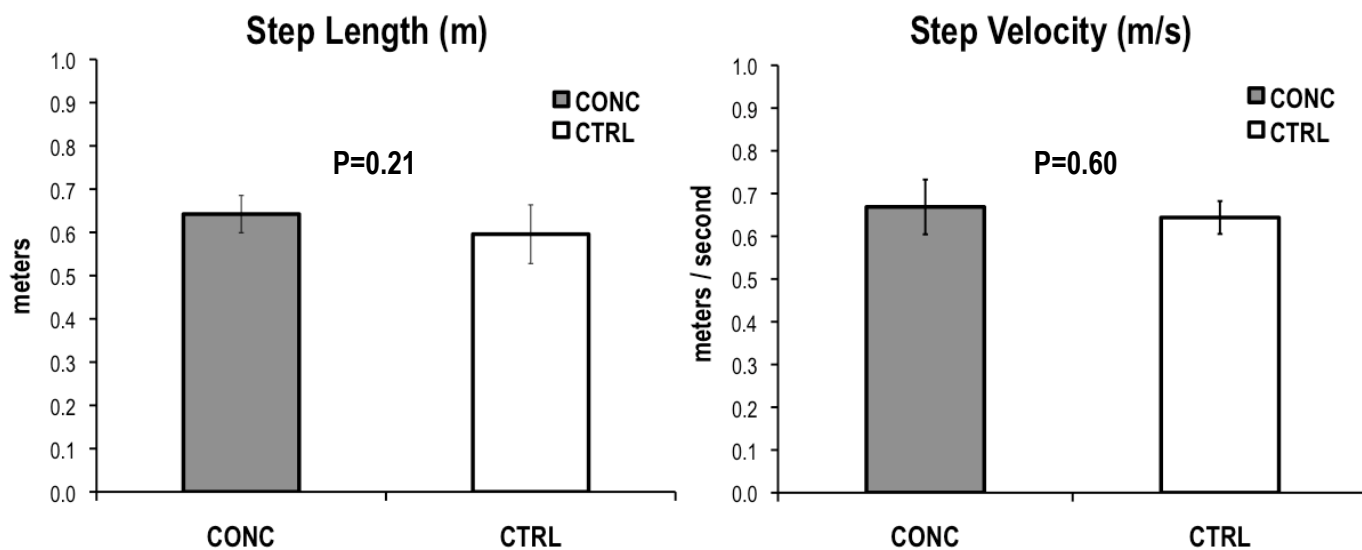 Step Length (m)
1.0
0.9
0.8
0.7
0.6
0.5
0.4
0.3
0.2
0.1
0.0
meters
CONC
CTRL
P=0.21
CONC
CTRL
Step Velocity (m/s)
1.0
0.9
0.8
0.7
0.6
0.5
0.4
0.3
0.2
0.1
0.0
meters / second
CONC
CTRL
P=0.60
CONC
CTRL